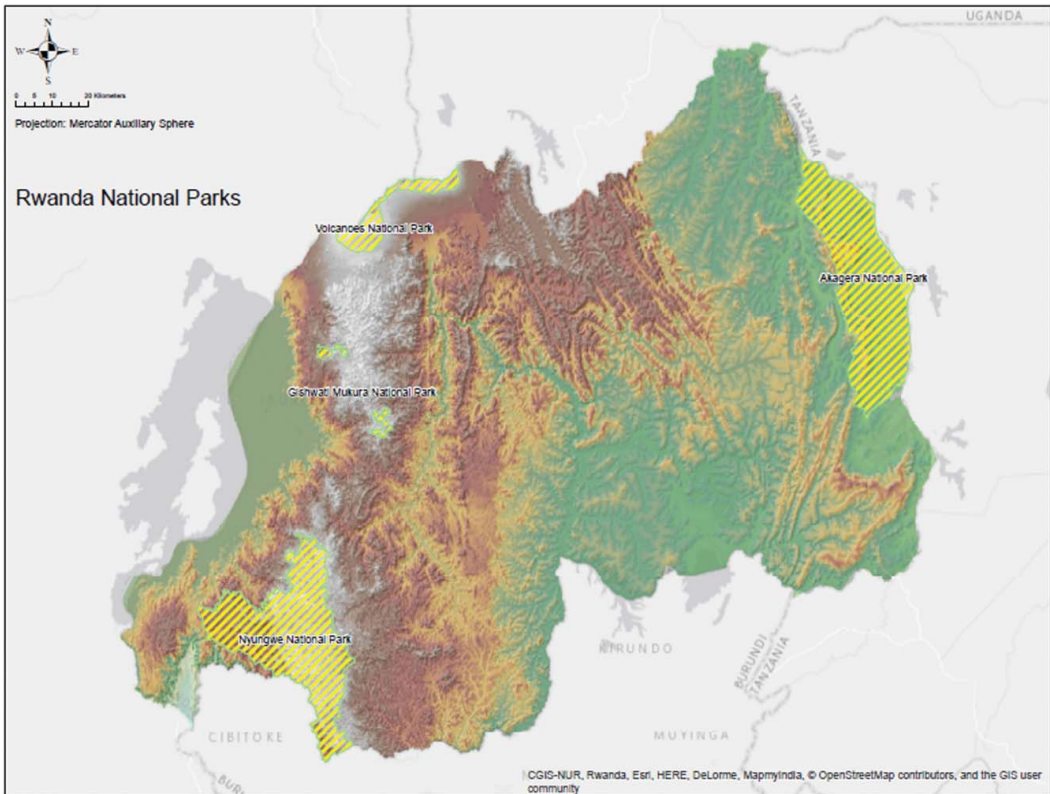 N
W E
S
0 5 10 20 Kilometers
Projection: Mercator Auxiliary Sphere
UGANDA
TANZANIA
Rwanda National Parks
Volcanoes National Park
Akagera National Park
Gishwati Mukura National Park
Nyungwe National Park
KIRUNDO
BURUNDI
TANZANIA
CIBITOKE
MUYINGA
CGIS-NUR, Rwanda, Esri, HERE, DeLorme, MapmyIndia, © OpenStreetMap contributors, and the GIS user
community